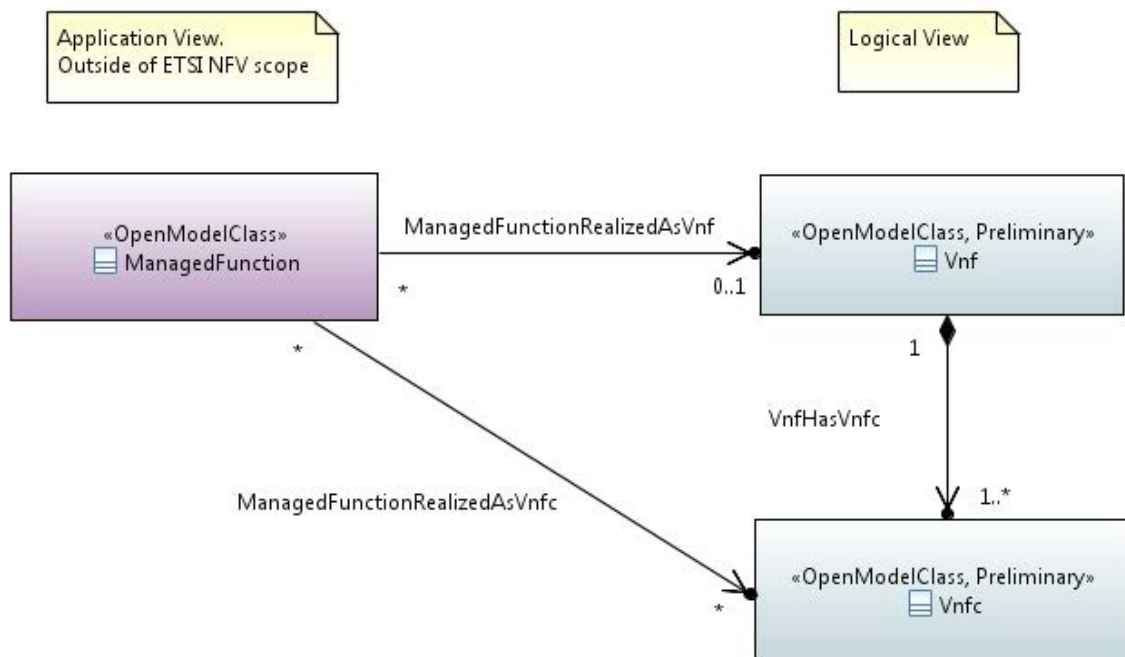 Application View.
Outside of ETSI NFV scope
Logical View
«OpenModelClass»
ManagedFunction
ManagedFunctionRealizedAsVnf
*
0..1
«OpenModelClass, Preliminary»
Vnf
*
1
VnfHasVnfc
ManagedFunctionRealizedAsVnfc
1..*
*
«OpenModelClass, Preliminary»
Vnfc